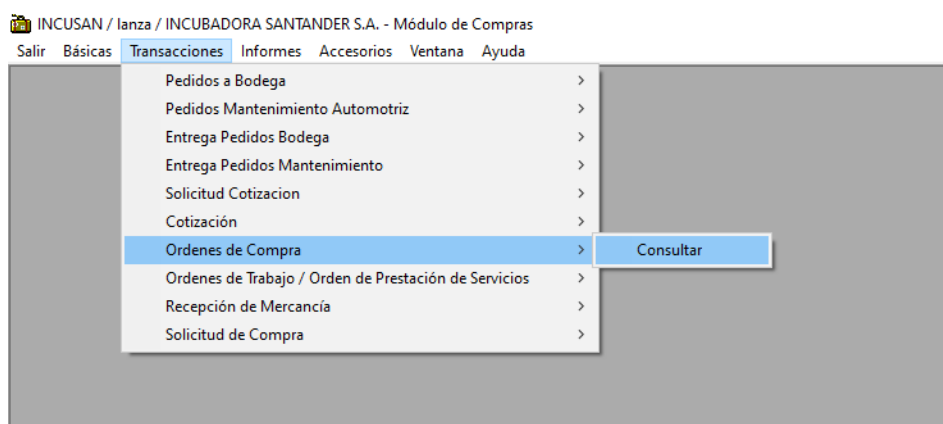 INCUSAN / lanza / INCUBADORA SANTANDER S.A. - Módulo de Compras
Salir Básicas Transacciones Informes Accesorios Ventana Ayuda
Pedidos a Bodega
Pedidos Mantenimiento Automotriz
Entrega Pedidos Bodega
Entrega Pedidos Mantenimiento
Solicitud Cotizacion
Cotización
Ordenes de Compra Consultar
Ordenes de Trabajo / Orden de Prestación de Servicios
Recepción de Mercancía
Solicitud de Compra